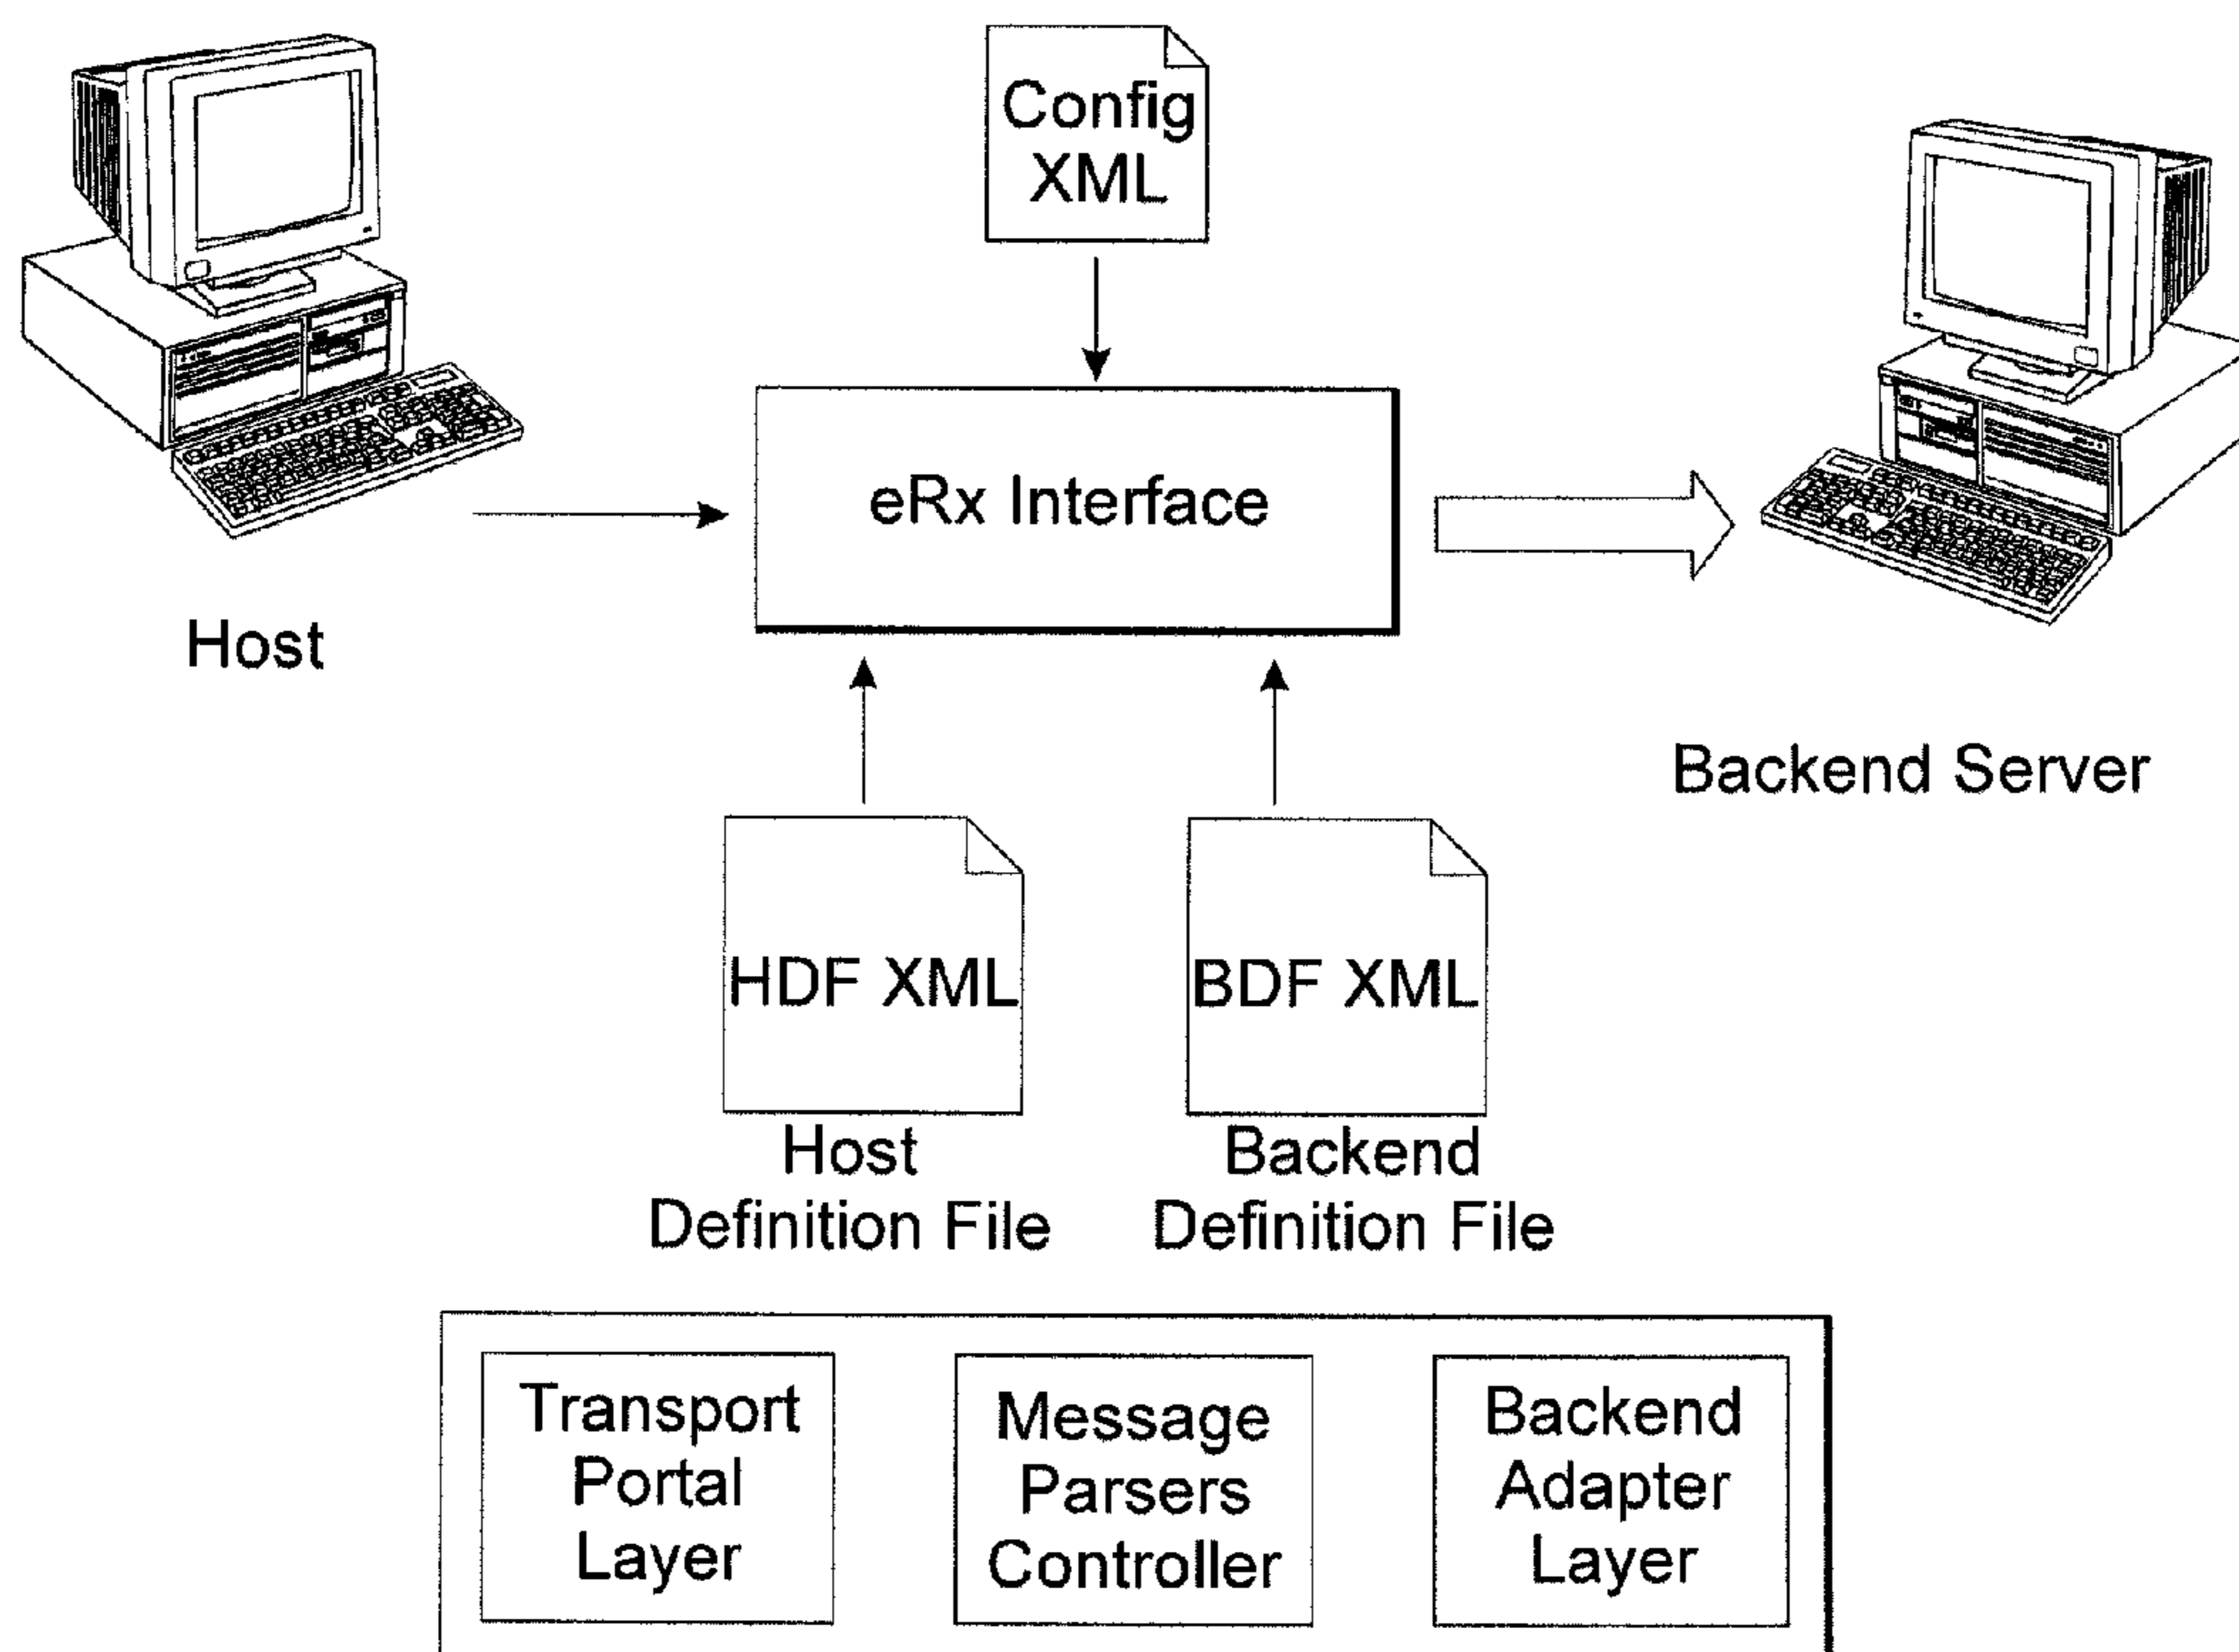 Config
XML
eRx Interface
Host
Backend Server
HDF XML
BDF XML
Host
Definition File
Backend
Definition File
Transport
Portal
Layer
Message
Parsers
Controller
Backend
Adapter
Layer